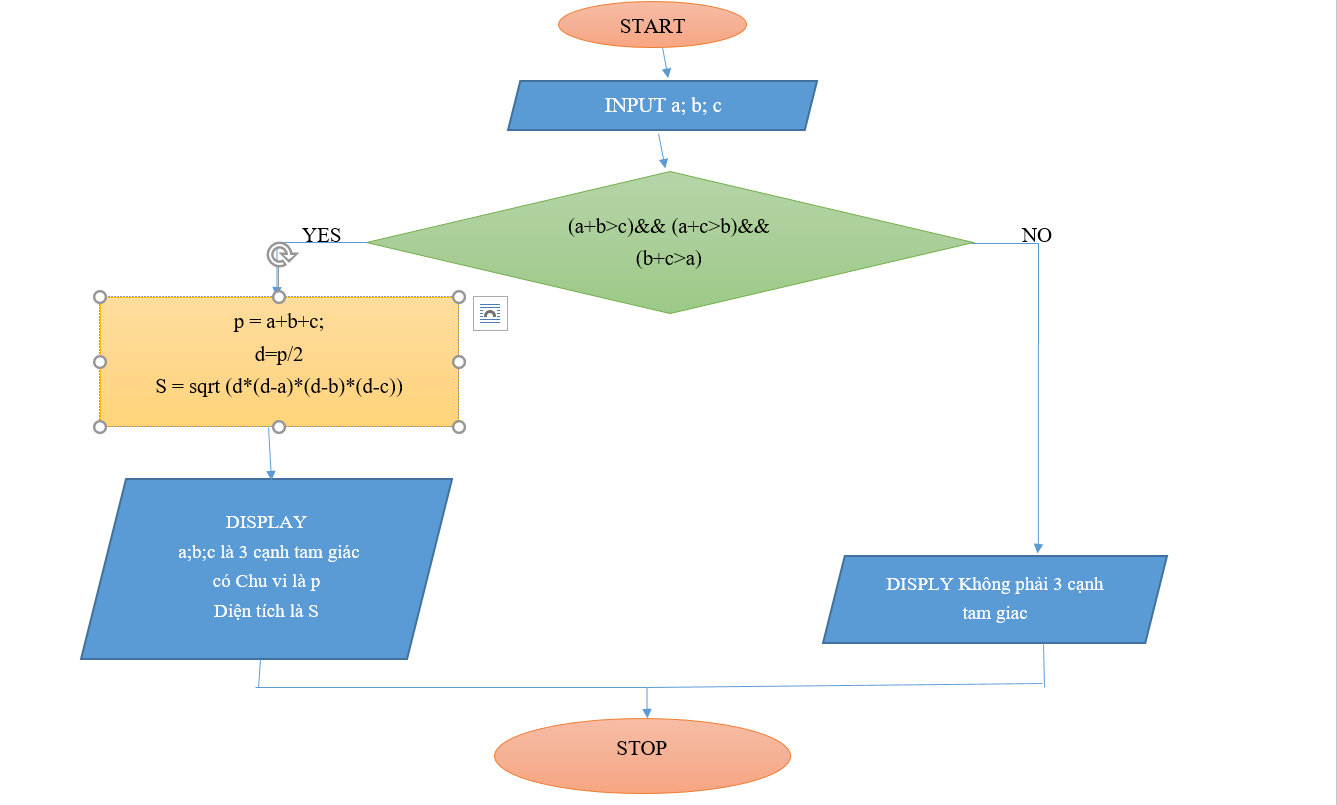 START
INPUT a; b; c
(a+b>c)&& (a+c>b)&&
(b+c>a)
YES
NO
p = a+b+c;
d=p/2
S = sqrt (d*(d-a)*(d-b)*(d-c))
DISPLAY
a;b;c là 3 cạnh tam giác
có Chu vi là p
Diện tích là S
DISPLY Không phải 3 cạnh
tam giac
STOP